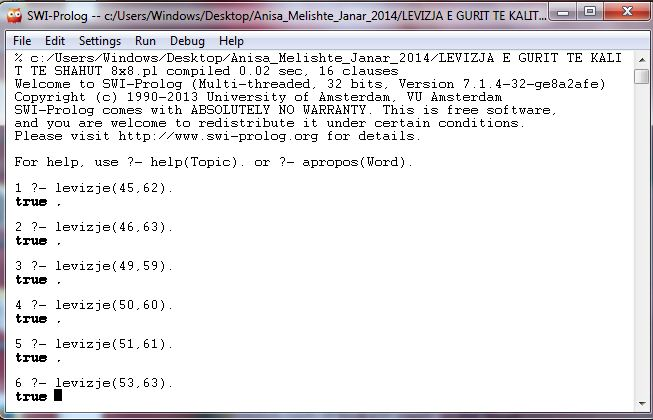 SWI-Prolog -- c:/Users/Windows/Desktop/Anisa_Melishte_Janar_2014/LEVIZJA E GURIT TE KALIT...
File Edit Settings Run Debug Help
% c:/Users/Windows/Desktop/Anisa_Melishte_Janar_2014/LEVIZJA E GURIT TE KALI
T TE SHAHUT 8x8.pl compiled 0.02 sec, 16 clauses
Welcome to SWI-Prolog (Multi-threaded, 32 bits, Version 7.1.4-32-ge8a2afe)
Copyright (c) 1990-2013 University of Amsterdam, VU Amsterdam
SWI-Prolog comes with ABSOLUTELY NO WARRANTY. This is free software,
and you are welcome to redistribute it under certain conditions.
Please visit http://www.swi-prolog.org for details.
For help, use ?- help(Topic). or ?- apropos(Word).
1 ?- levizje(45,62).
true .
2 ?- levizje(46,63).
true .
3 ?- levizje(49,59).
true .
4 ?- levizje(50,60).
true .
5 ?- levizje(51,61).
true .
6 ?- levizje(53,63).
true